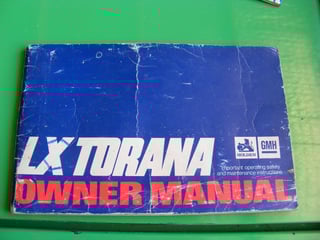 LX TORANA
HOLDEN
GMH
Important operating safety
and maintenance instructions
OWNER MANUAL